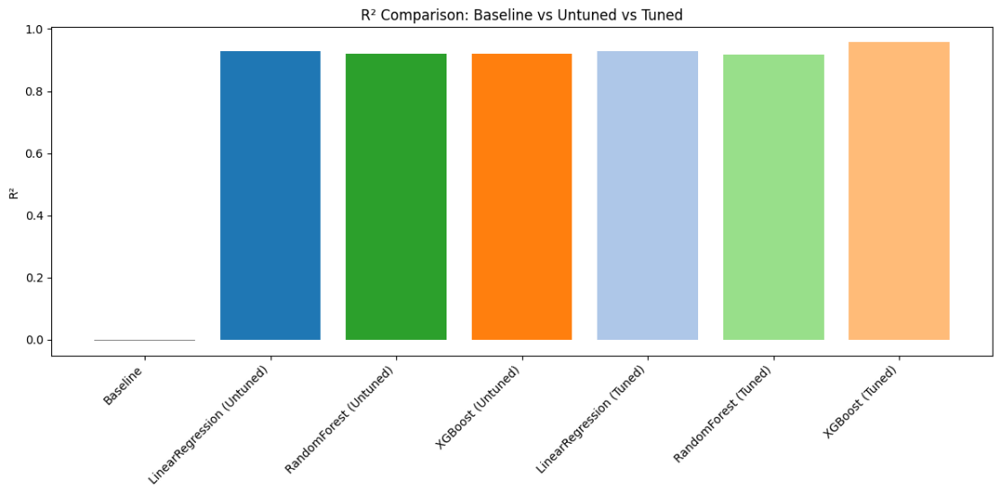 R² Comparison: Baseline vs Untuned vs Tuned
1.0
0.8
0.6
0.4
0.2
0.0
R²
Baseline
LinearRegression (Untuned)
RandomForest (Untuned)
XGBoost (Untuned)
LinearRegression (Tuned)
RandomForest (Tuned)
XGBoost (Tuned)